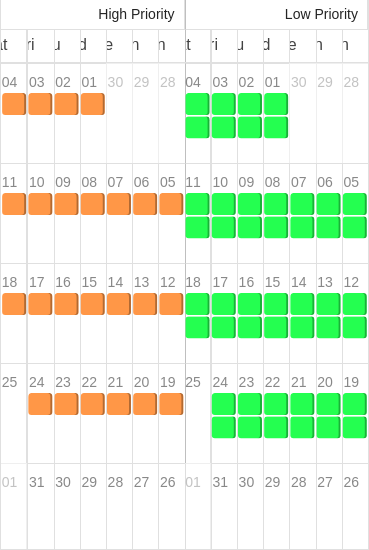 High Priority Low Priority
t ri u d e n n t ri u d e n n
04 03 02 01 30 29 28 04 03 02 01 30 29 28
11 10 09 08 07 06 05 11 10 09 08 07 06 05
18 17 16 15 14 13 12 18 17 16 15 14 13 12
25 24 23 22 21 20 19 25 24 23 22 21 20 19
01 31 30 29 28 27 26 01 31 30 29 28 27 26